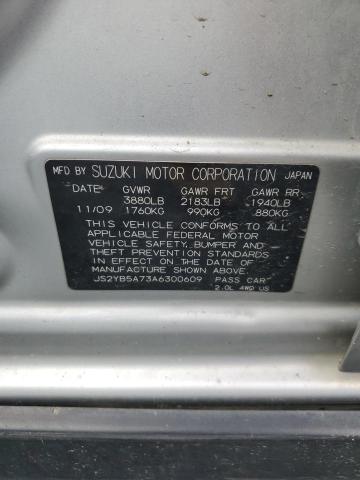 MFD BY SUZUKI MOTOR CORPORATION JAPAN
DATE GVWR GAWR FRT GAWR RR
3880LB 2183LB 1940LB
11/09 1760KG 990KG 880KG
THIS VEHICLE CONFORMS TO ALL
APPLICABLE FEDERAL MOTOR
VEHICLE SAFETY, BUMPER AND
THEFT PREVENTION STANDARDS
IN EFFECT ON THE DATE OF
MANUFACTURE SHOWN ABOVE.
JS2YB5A73A6300609 PASS CAR
2.0L 4WD US